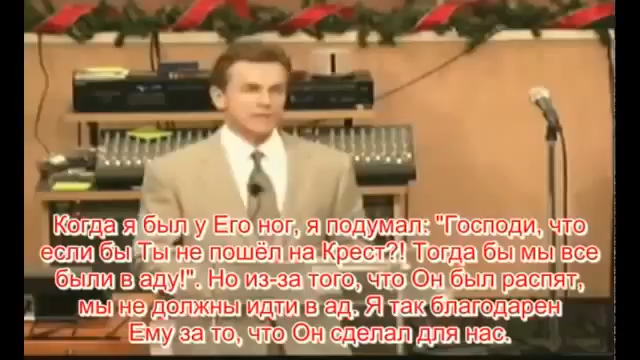 Когда я был у Его ног, я подумал: "Господи, что
если бы Ты не пошёл на Крест?! Тогда бы мы все
были в аду!". Но из-за того, что Он был распят,
мы не должны идти в ад. Я так благодарен
Ему за то, что Он сделал для нас.